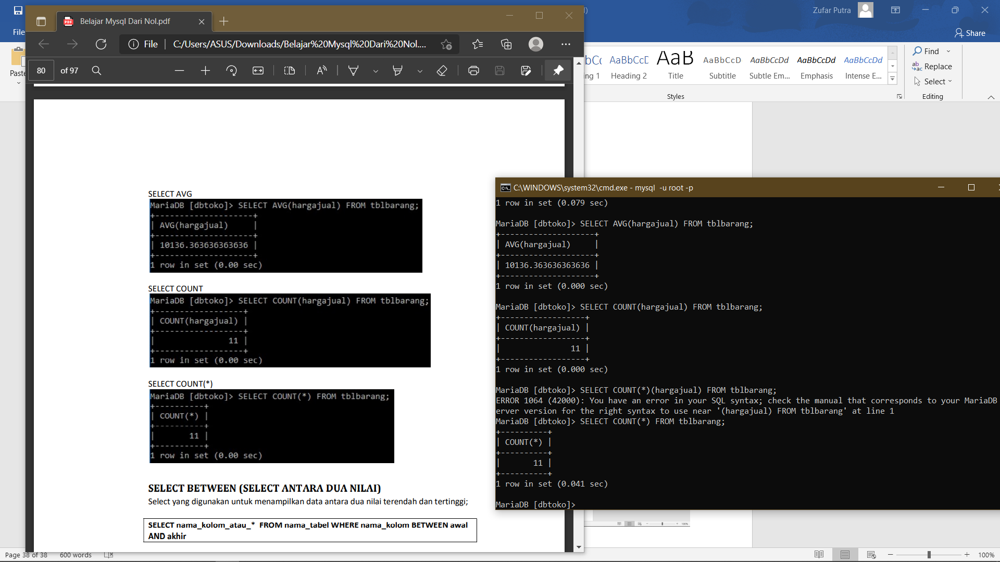 Belajar Mysql Dari Nol.pdf
File
C:/Users/ASUS/Downloads/Belajar%20Mysql%20Dari%20Nol....
80
of 97
SELECT AVG
MariaDB [dbtoko]> SELECT AVG(hargajual) FROM tblbarang;
+--------------------+
| AVG(hargajual)     |
+--------------------+
| 10136.363636363636 |
+--------------------+
1 row in set (0.00 sec)
SELECT COUNT
MariaDB [dbtoko]> SELECT COUNT(hargajual) FROM tblbarang;
+------------------+
| COUNT(hargajual) |
+------------------+
|               11 |
+------------------+
1 row in set (0.00 sec)
SELECT COUNT(*)
MariaDB [dbtoko]> SELECT COUNT(*) FROM tblbarang;
+----------+
| COUNT(*) |
+----------+
|       11 |
+----------+
1 row in set (0.00 sec)
SELECT BETWEEN (SELECT ANTARA DUA NILAI)
Select yang digunakan untuk menampilkan data antara dua nilai terendah dan tertinggi;
SELECT nama_kolom_atau_*  FROM nama_tabel WHERE nama_kolom BETWEEN awal
AND akhir
Zufar Putra
Share
File
Paste
AaBbCcD
AaB
AaBbCcD
AaBbCcDd
AaBbCcDd
AaBbCcDd
ing 1
Heading 2
Title
Subtitle
Subtle Em...
Emphasis
Intense E...
Styles
Find
Replace
Select
Editing
C:\WINDOWS\system32\cmd.exe - mysql  -u root -p
1 row in set (0.079 sec)
MariaDB [dbtoko]> SELECT AVG(hargajual) FROM tblbarang;
+--------------------+
| AVG(hargajual)     |
+--------------------+
| 10136.363636363636 |
+--------------------+
1 row in set (0.000 sec)
MariaDB [dbtoko]> SELECT COUNT(hargajual) FROM tblbarang;
+------------------+
| COUNT(hargajual) |
+------------------+
|               11 |
+------------------+
1 row in set (0.000 sec)
MariaDB [dbtoko]> SELECT COUNT(*)(hargajual) FROM tblbarang;
ERROR 1064 (42000): You have an error in your SQL syntax; check the manual that corresponds to your MariaDB
erver version for the right syntax to use near '(hargajual) FROM tblbarang' at line 1
MariaDB [dbtoko]> SELECT COUNT(*) FROM tblbarang;
+----------+
| COUNT(*) |
+----------+
|       11 |
+----------+
1 row in set (0.041 sec)
MariaDB [dbtoko]>
Page 38 of 38
600 words
100%